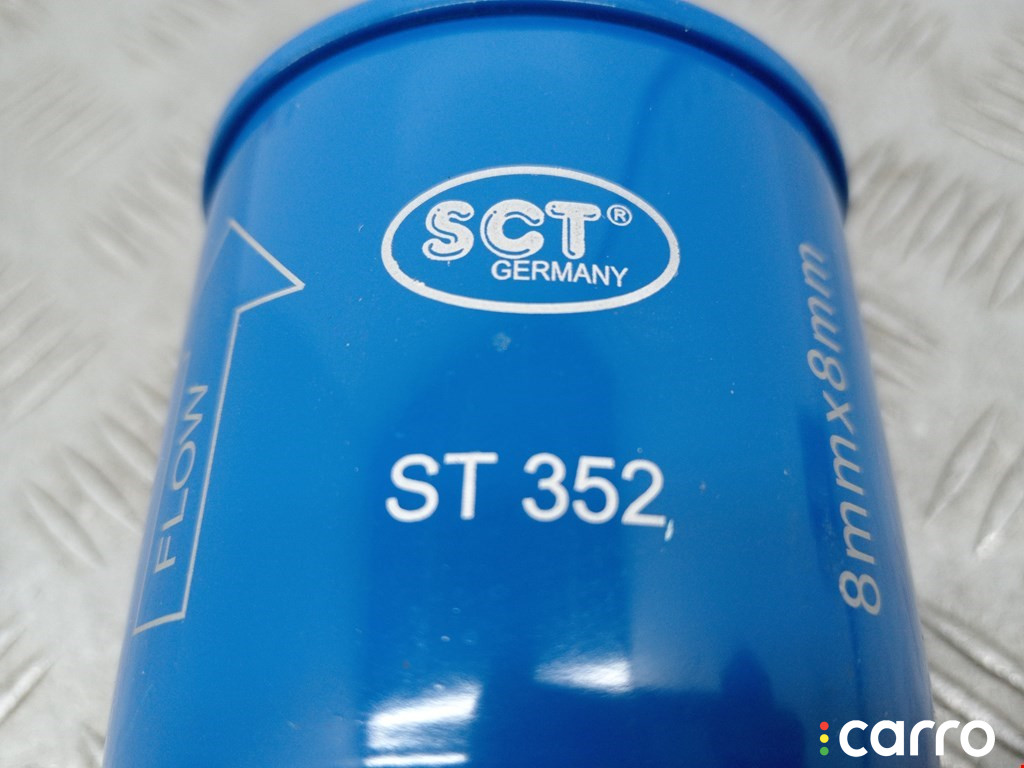 SCT®
GERMANY
ST 352
FLOW
8mmx8mm
carro